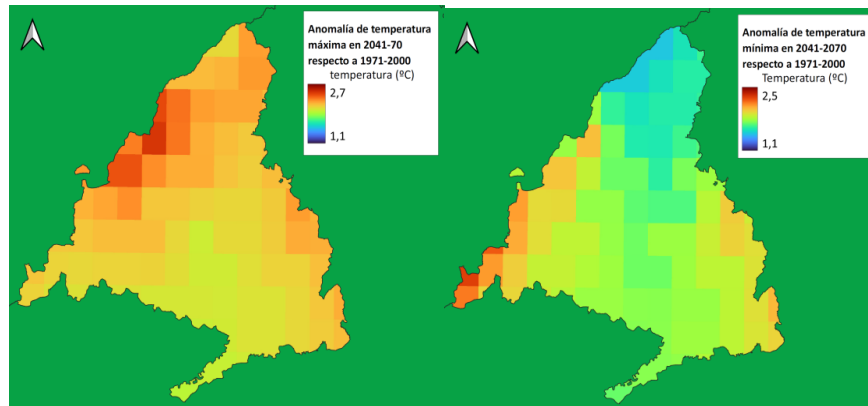 Anomalía de temperatura
máxima en 2041-70
respecto a 1971-2000
temperatura (ºC)
2,7
1,1
Anomalía de temperatura
mínima en 2041-2070
respecto a 1971-2000
Temperatura (ºC)
2,5
1,1